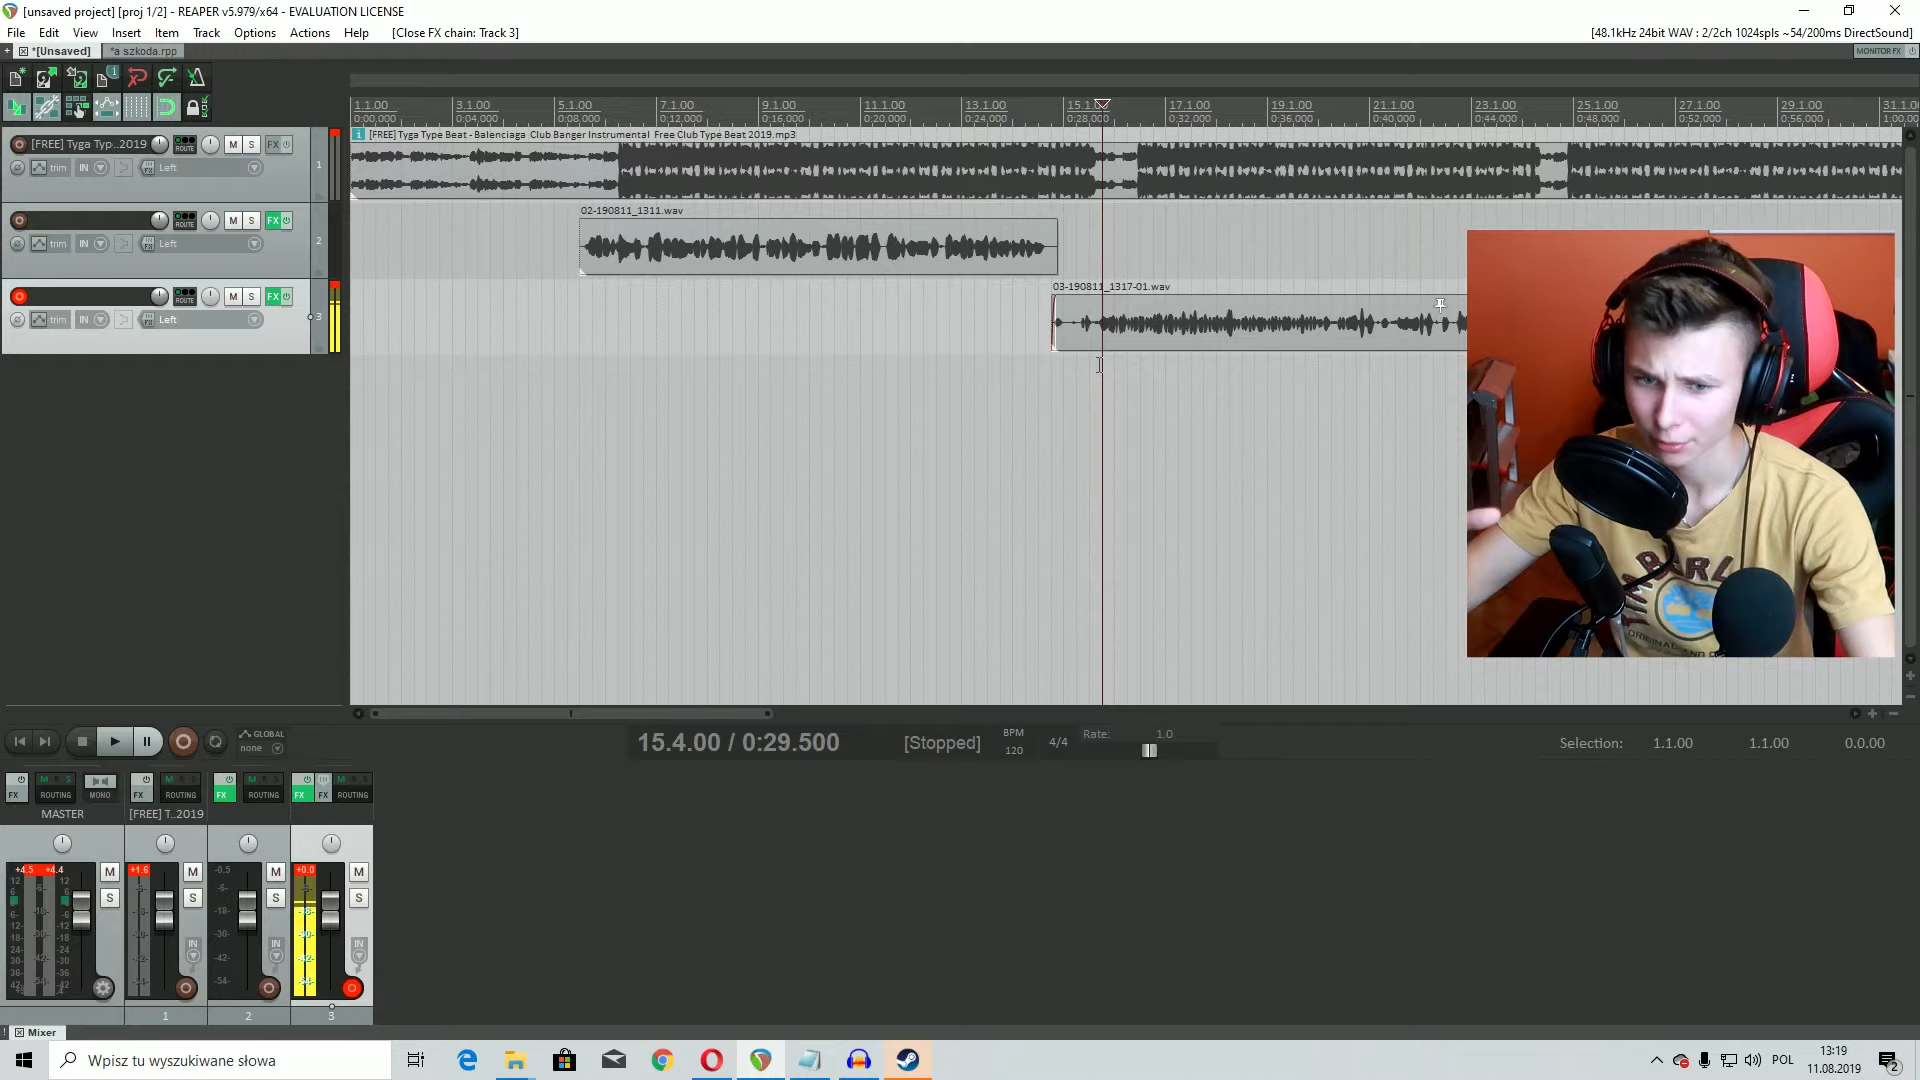 [unsaved project] [proj 1/2] - REAPER v5.979/x64 - EVALUATION LICENSE
File Edit View Insert Item Track Options Actions Help [Close FX chain: Track 3]
[48.1kHz 24bit WAV : 2/2ch 1024spls ~54/200ms DirectSound]
*[Unsaved] *a szkoda.rpp
MONITOR FX
1.1.00 3.1.00 5.1.00 7.1.00 9.1.00 11.1.00 13.1.00 17.1.00 19.1.00 21.1.00 23.1.00 25.1.00 27.1.00 29.1.00
0:00.000 0:04.000 0:08.000 0:12.000 0:16.000 0:20.000 0:24.000 0:28.000 0:32.000 0:36.000 0:40.000 0:44.000 0:48.000 0:52.000 0:56.000
[FREE] Tyga Type Beat - Balenciaga Club Banger Instrumental Free Club Type Beat 2019.mp3
[FREE] Tyga Typ..2019 ROUTE M S FX
trim IN FX Left 1
02-190811_1311.wav
ROUTE M S FX
trim IN FX Left 2
03-190811_1317-01.wav
ROUTE M S FX
trim IN FX Left 3
BARL
ORIGINAL AND
GLOBAL
none
15.4.00 / 0:29.500
[Stopped]
BPM
120
4/4
Rate: 1.0
Selection: 1.1.00 1.1.00 0.0.00
FX M R S ROUTING MONO FX M R S ROUTING FX M R S ROUTING FX IN M R S ROUTING
MASTER [FREE] T..2019
+4.5 +4.4 M S
+1.6 M S IN
-0.5 M S IN
+0.0 M S IN
1 2 3
Mixer
Wpisz tu wyszukiwane słowa
POL
13:19
11.08.2019
2